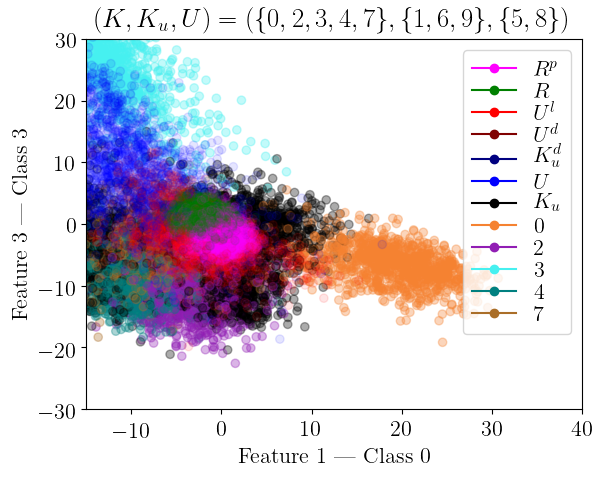 (K, K_u, U) = ({0, 2, 3, 4, 7}, {1, 6, 9}, {5, 8})
30
20
10
0
−10
−20
−30
Feature 3 — Class 3
R^p
R
U^l
U^d
K_u^d
U
K_u
0
2
3
4
7
−10
0
10
20
30
40
Feature 1 — Class 0